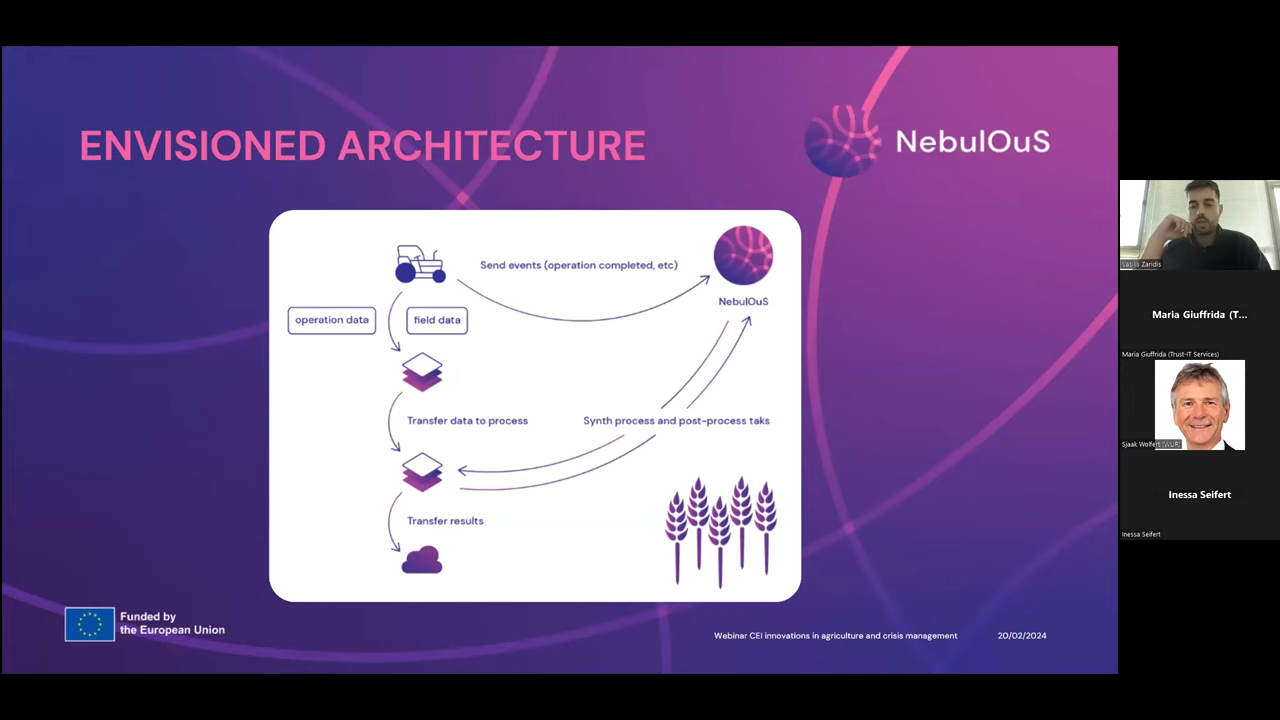 ENVISIONED ARCHITECTURE
NebulOuS
Send events (operation completed, etc)
NebulOuS
operation data
field data
Transfer data to process
Synth process and post-process taks
Transfer results
Funded by
the European Union
Webinar CEI innovations in agriculture and crisis management
20/02/2024
Zaridis
Maria Giuffrida (T...
Maria Giuffrida (Trust-IT Services)
Sjaak Wolfert (WUR)
Inessa Seifert
Inessa Seifert